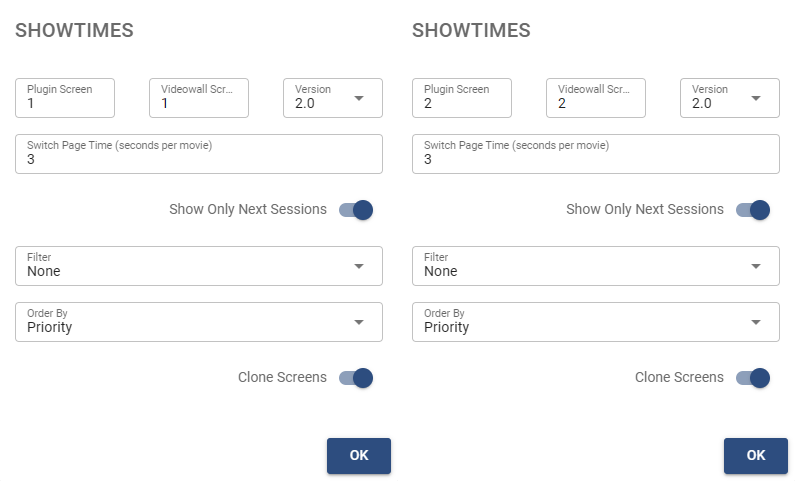 SHOWTIMES
Plugin Screen
1
Videowall Scr...
1
Version
2.0
Switch Page Time (seconds per movie)
3
Show Only Next Sessions
Filter
None
Order By
Priority
Clone Screens
OK
SHOWTIMES
Plugin Screen
2
Videowall Scr...
2
Version
2.0
Switch Page Time (seconds per movie)
3
Show Only Next Sessions
Filter
None
Order By
Priority
Clone Screens
OK